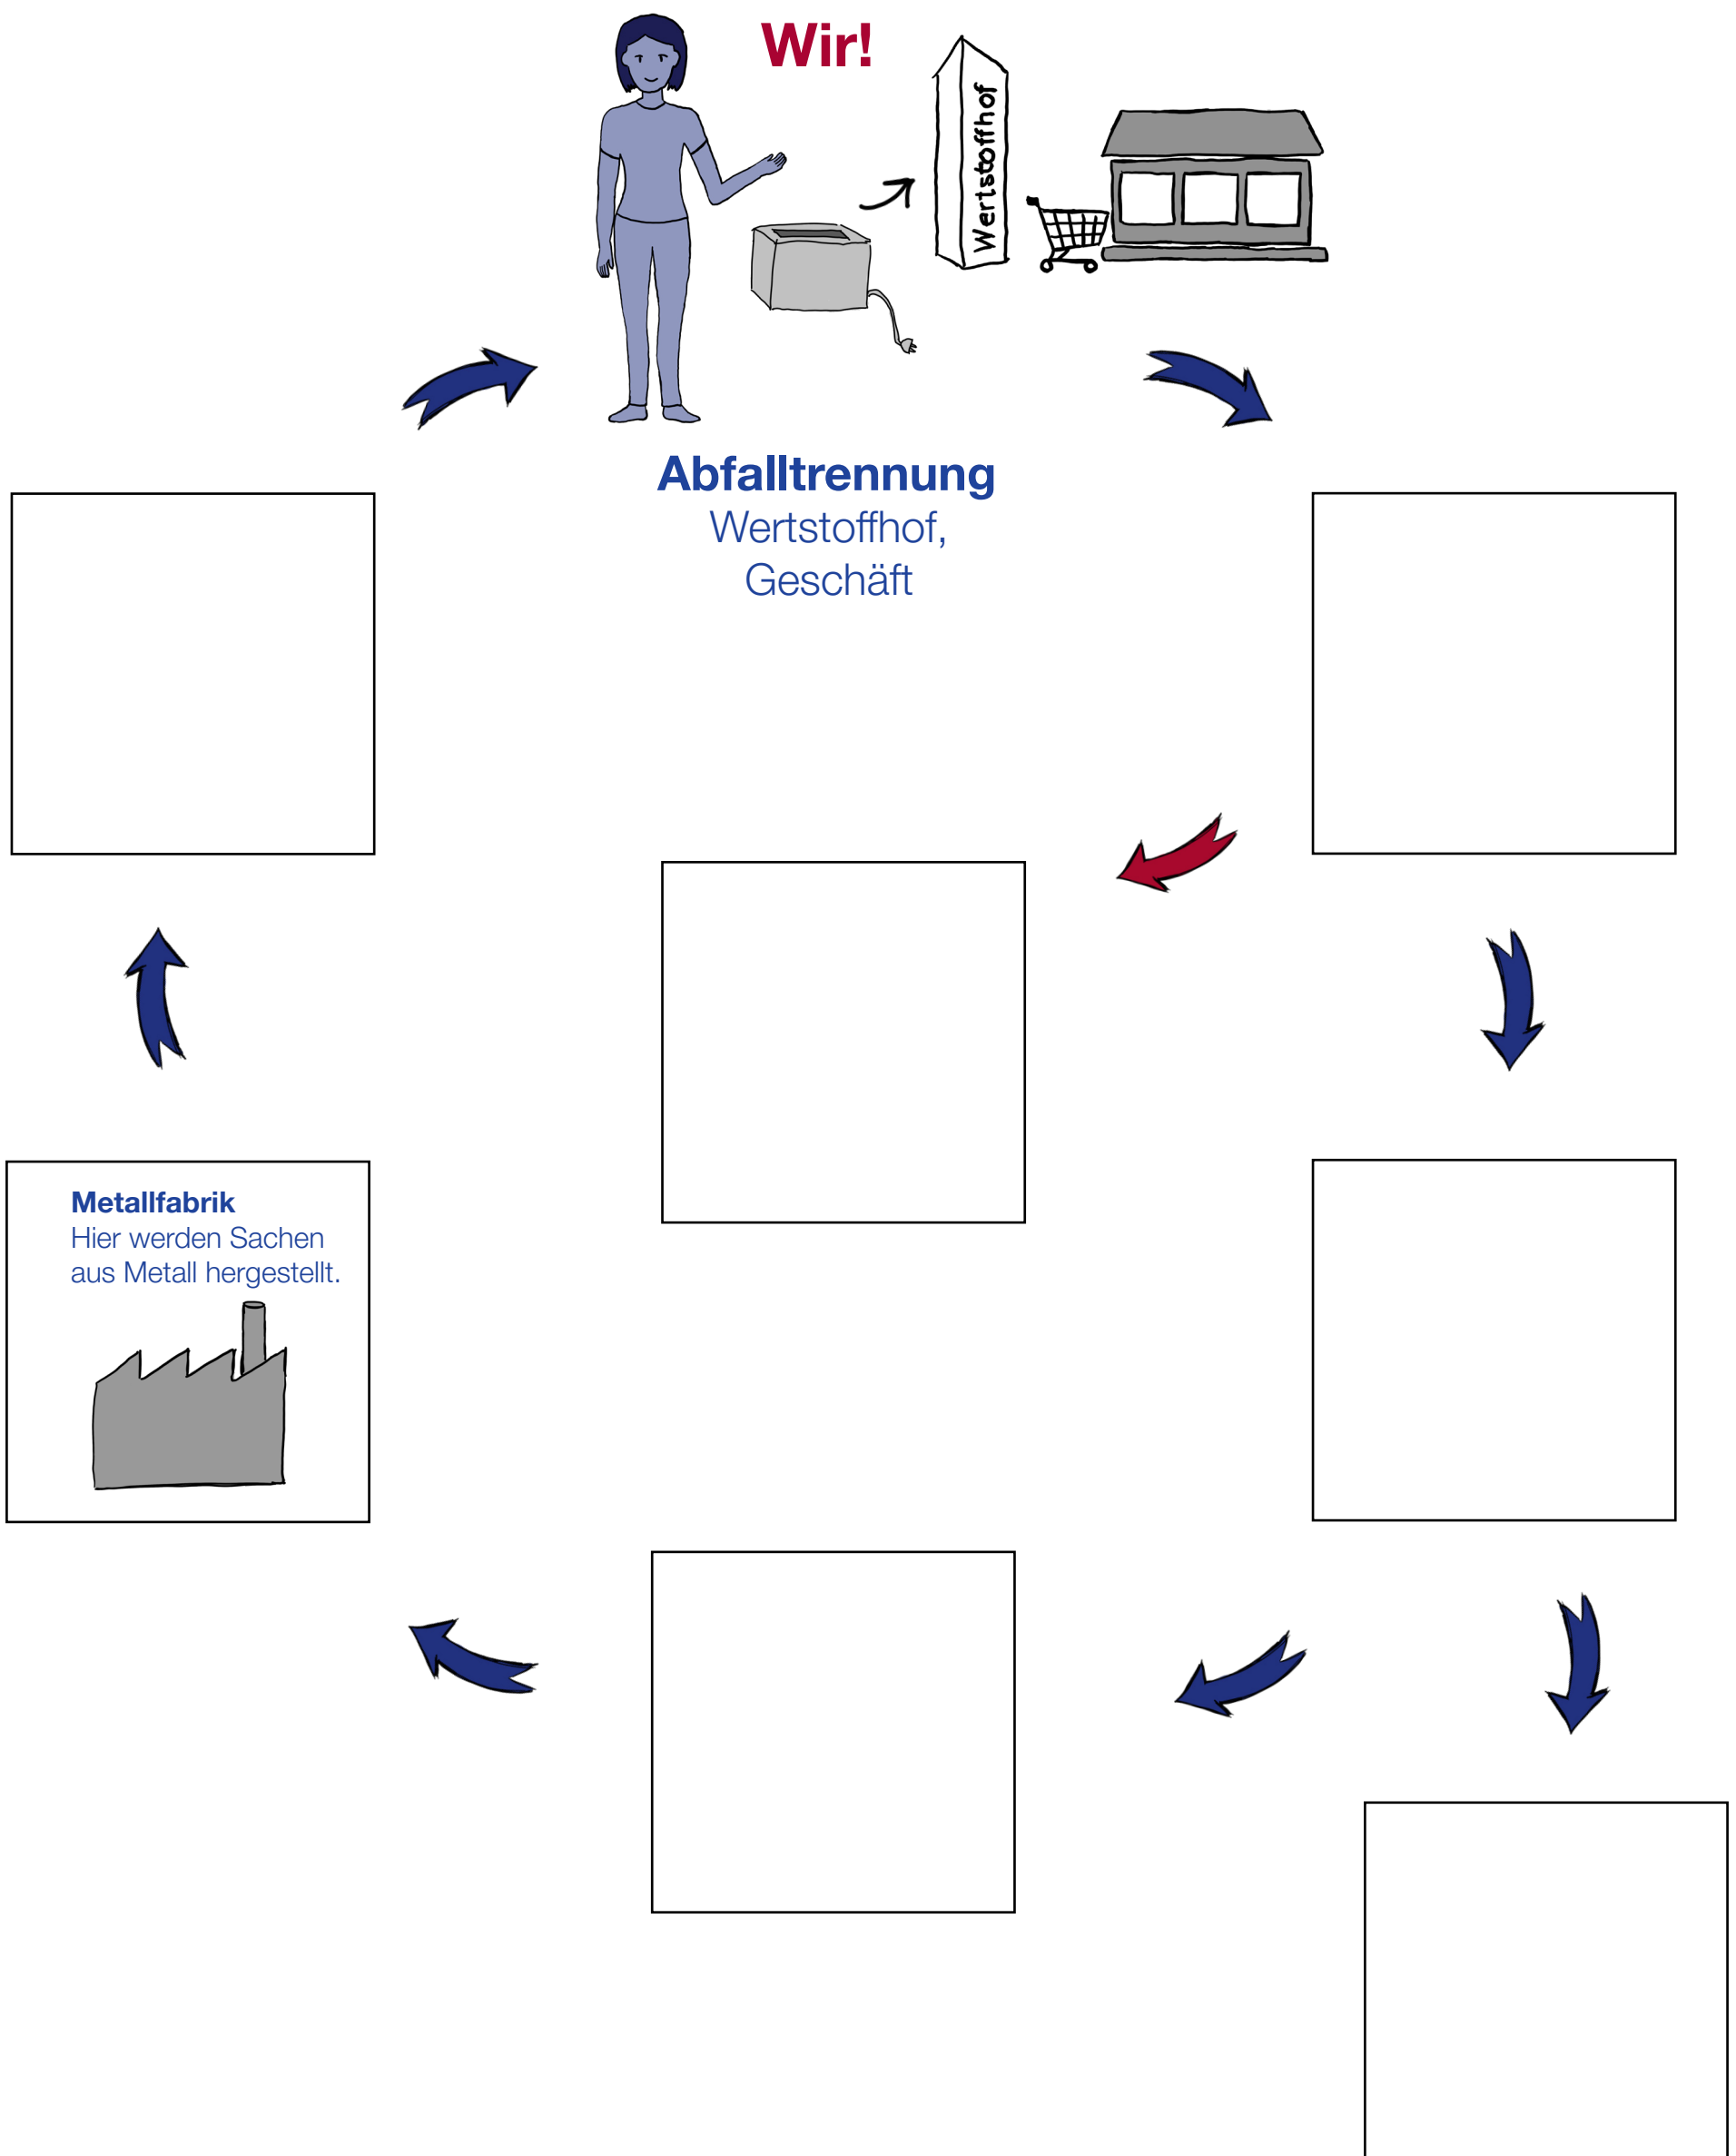 Wir!
Wertstoffhof
Abfalltrennung
Wertstoffhof,
Geschäft
Metallfabrik
Hier werden Sachen
aus Metall hergestellt.